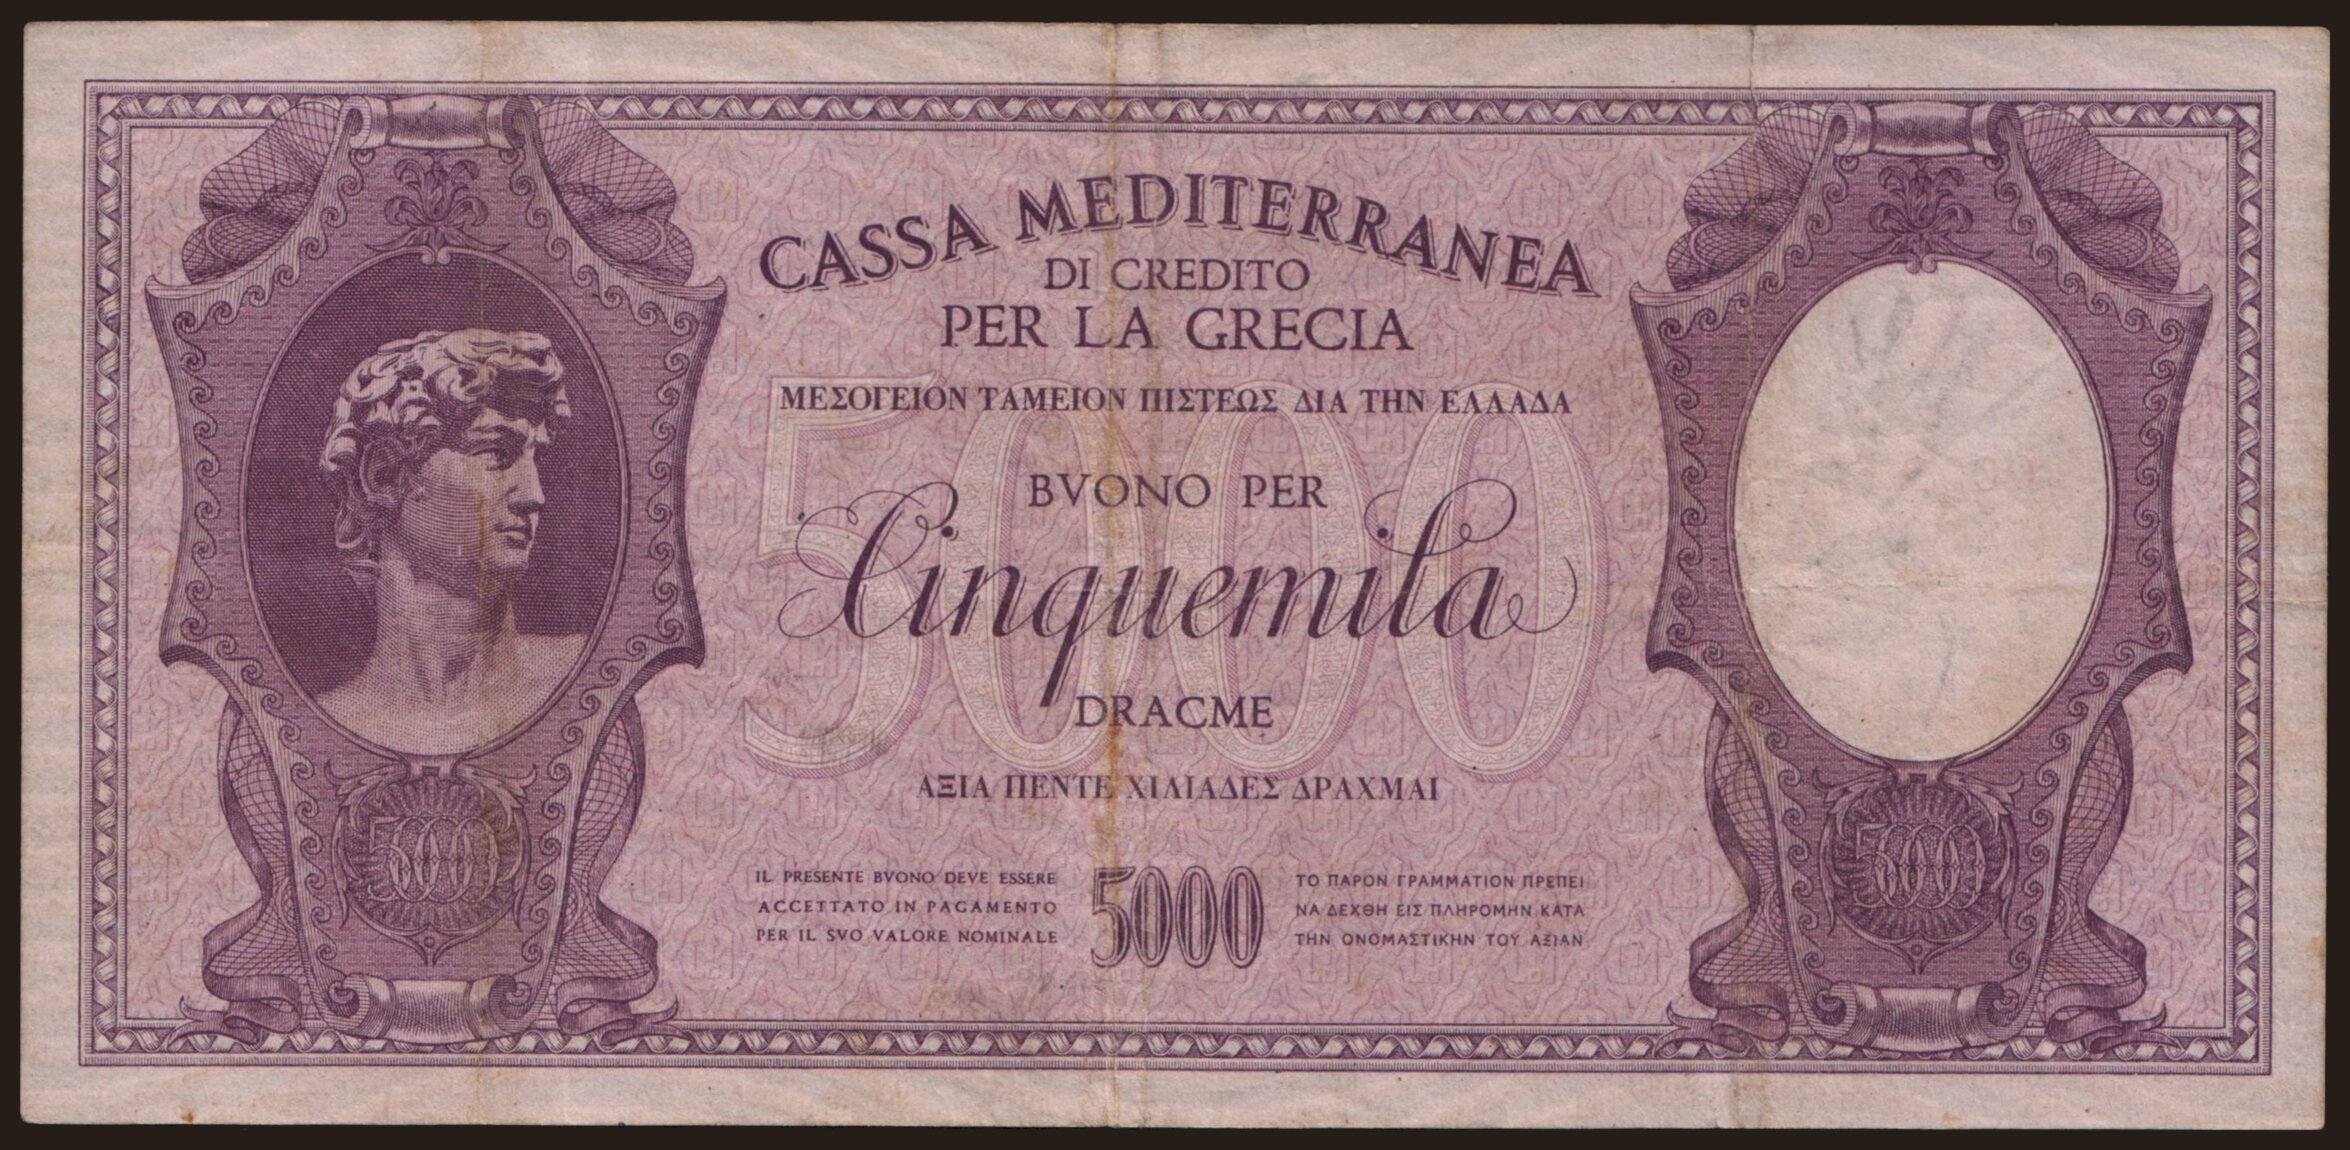 CASSA MEDITERRANEA
DI CREDITO
PER LA GRECIA
ΜΕΣΟΓΕΙΟΝ ΤΑΜΕΙΟΝ ΠΙΣΤΕΩΣ ΔΙΑ ΤΗΝ ΕΛΛΑΔΑ
5000
BVONO PER
Cinquemila
DRACME
ΑΞΙΑ ΠΕΝΤΕ ΧΙΛΙΑΔΕΣ ΔΡΑΧΜΑΙ
5000
5000
IL PRESENTE BVONO DEVE ESSERE
ACCETTATO IN PAGAMENTO
PER IL SVO VALORE NOMINALE
5000
ΤΟ ΠΑΡΟΝ ΓΡΑΜΜΑΤΙΟΝ ΠΡΕΠΕΙ
ΝΑ ΔΕΧΘΗ ΕΙΣ ΠΛΗΡΟΜΗΝ ΚΑΤΑ
ΤΗΝ ΟΝΟΜΑΣΤΙΚΗΝ ΤΟΥ ΑΞΙΑΝ